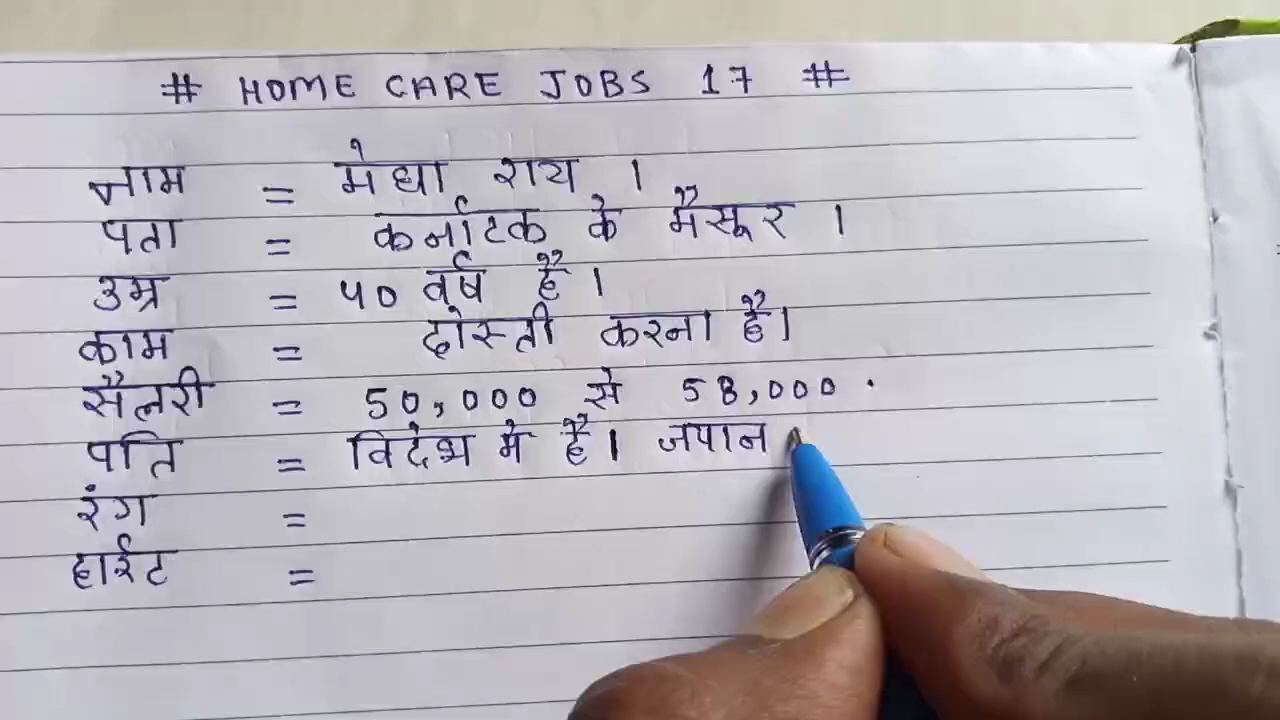 # HOME CARE JOBS 17 #
नाम = मेघा राय ।
पता = कर्नाटक के मैसूर ।
उम्र = 40 वर्ष है ।
काम = दोस्ती करना है।
सैलरी = 50,000 से 58,000 .
पति = विदेश मे है । जपान
रंग =
हाईट =